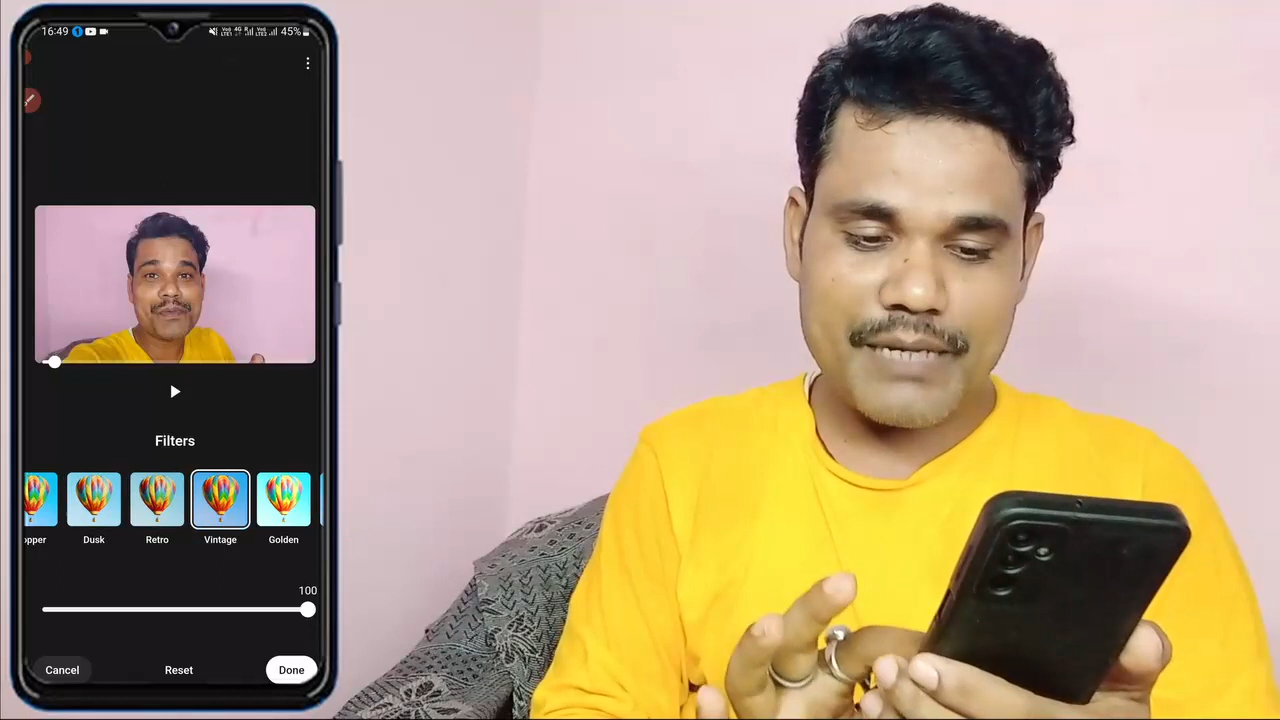 16:49
45%
Filters
opper Dusk Retro Vintage Golden
100
Cancel Reset Done